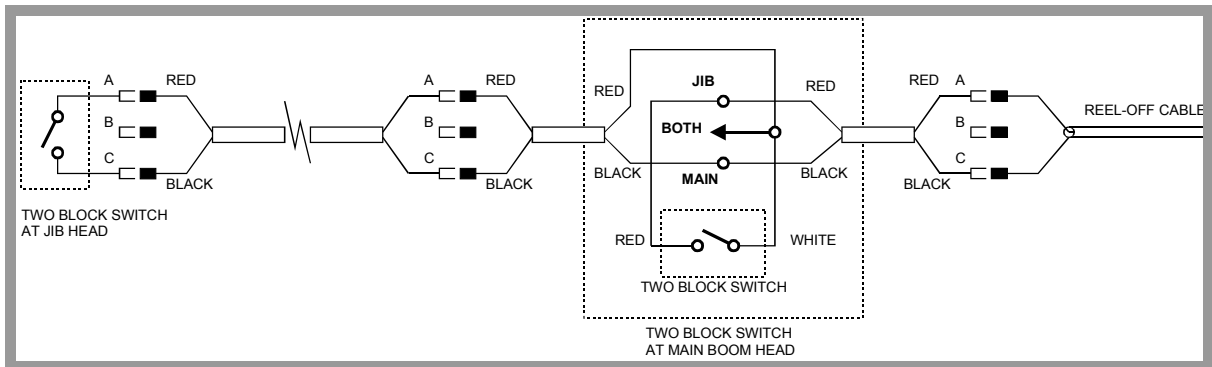 A
RED
B
C
BLACK
TWO BLOCK SWITCH
AT JIB HEAD
A
RED
B
C
BLACK
RED
JIB
RED
BOTH
BLACK
MAIN
BLACK
RED
WHITE
TWO BLOCK SWITCH
TWO BLOCK SWITCH
AT MAIN BOOM HEAD
RED
A
B
C
BLACK
REEL-OFF CABLE